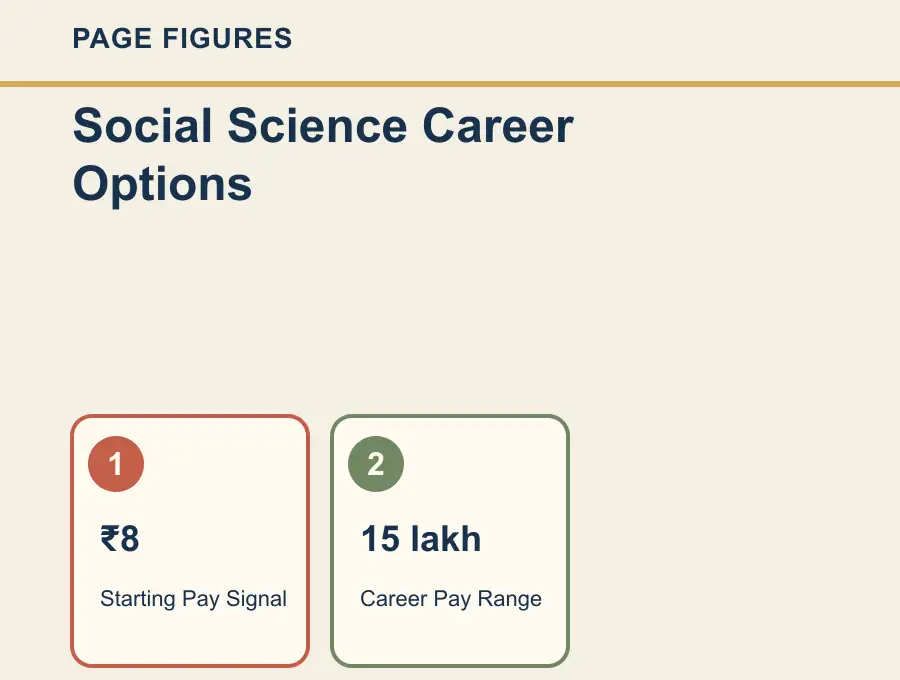 PAGE FIGURES
Social Science Career
Options
1
₹8
Starting Pay Signal
2
15 lakh
Career Pay Range